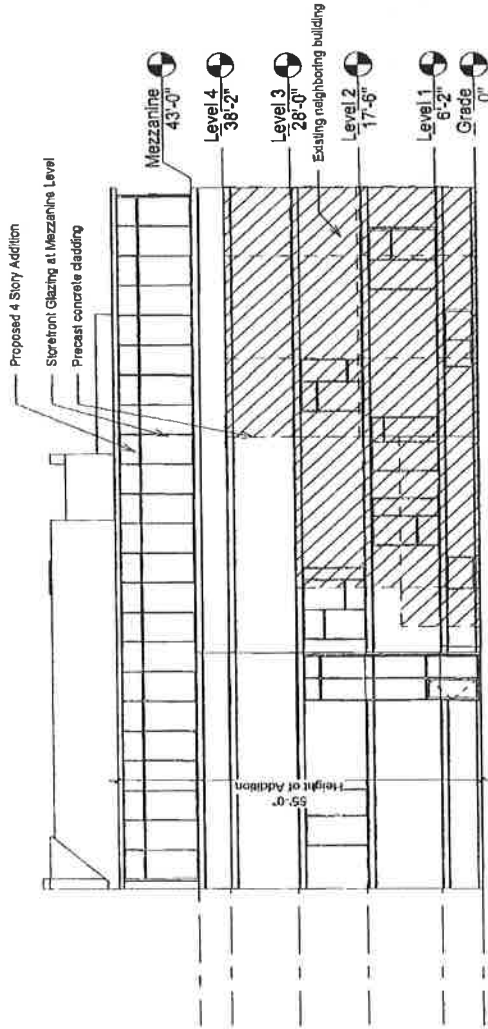 Proposed 4 Story Addition
Storefront Glazing at Mezzanine Level
Precast concrete cladding
Mezzanine
43'-0"
Level 4
38'-2"
Level 3
28'-0"
Existing neighboring building
Level 2
17'-6"
Level 1
6'-2"
Grade
0"
55'-0"
Height of Addition